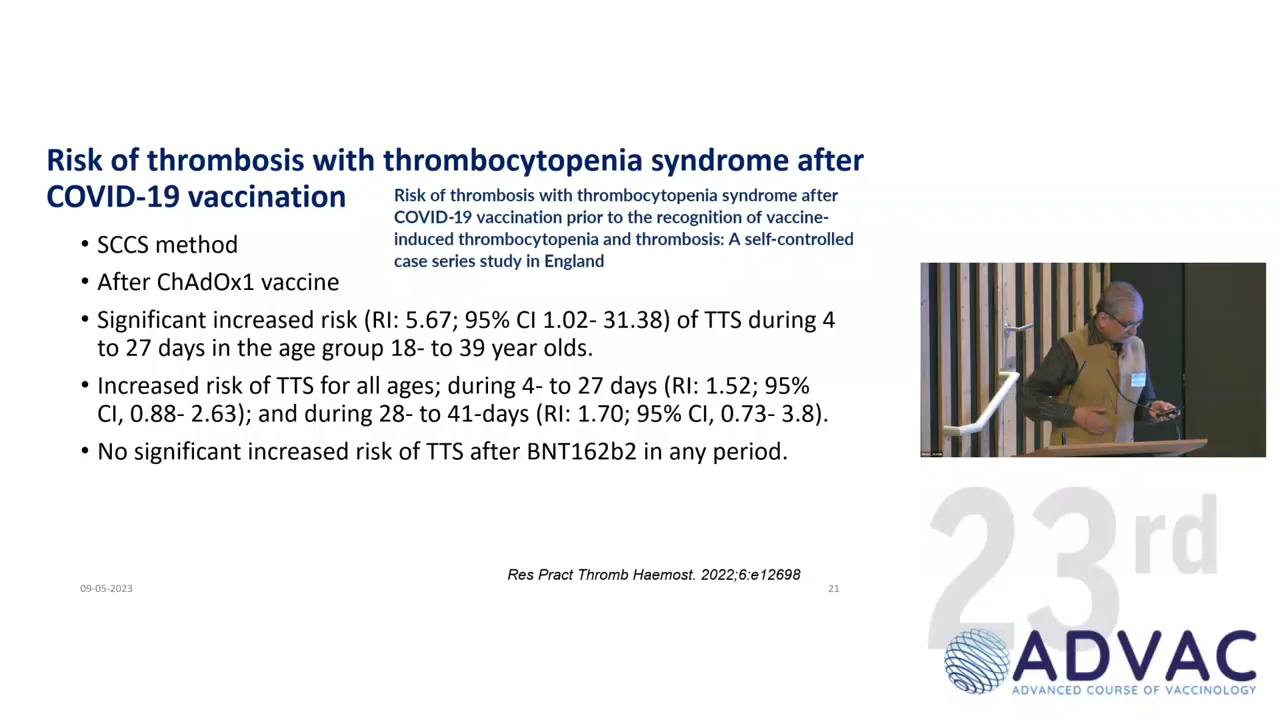 Risk of thrombosis with thrombocytopenia syndrome after
COVID-19 vaccination
Risk of thrombosis with thrombocytopenia syndrome after
COVID-19 vaccination prior to the recognition of vaccine-
induced thrombocytopenia and thrombosis: A self-controlled
case series study in England
• SCCS method
• After ChAdOx1 vaccine
• Significant increased risk (RI: 5.67; 95% CI 1.02- 31.38) of TTS during 4
to 27 days in the age group 18- to 39 year olds.
• Increased risk of TTS for all ages; during 4- to 27 days (RI: 1.52; 95%
CI, 0.88- 2.63); and during 28- to 41-days (RI: 1.70; 95% CI, 0.73- 3.8).
• No significant increased risk of TTS after BNT162b2 in any period.
Res Pract Thromb Haemost. 2022;6:e12698
09-05-2023
21
23rd
ADVAC
ADVANCED COURSE OF VACCINOLOGY